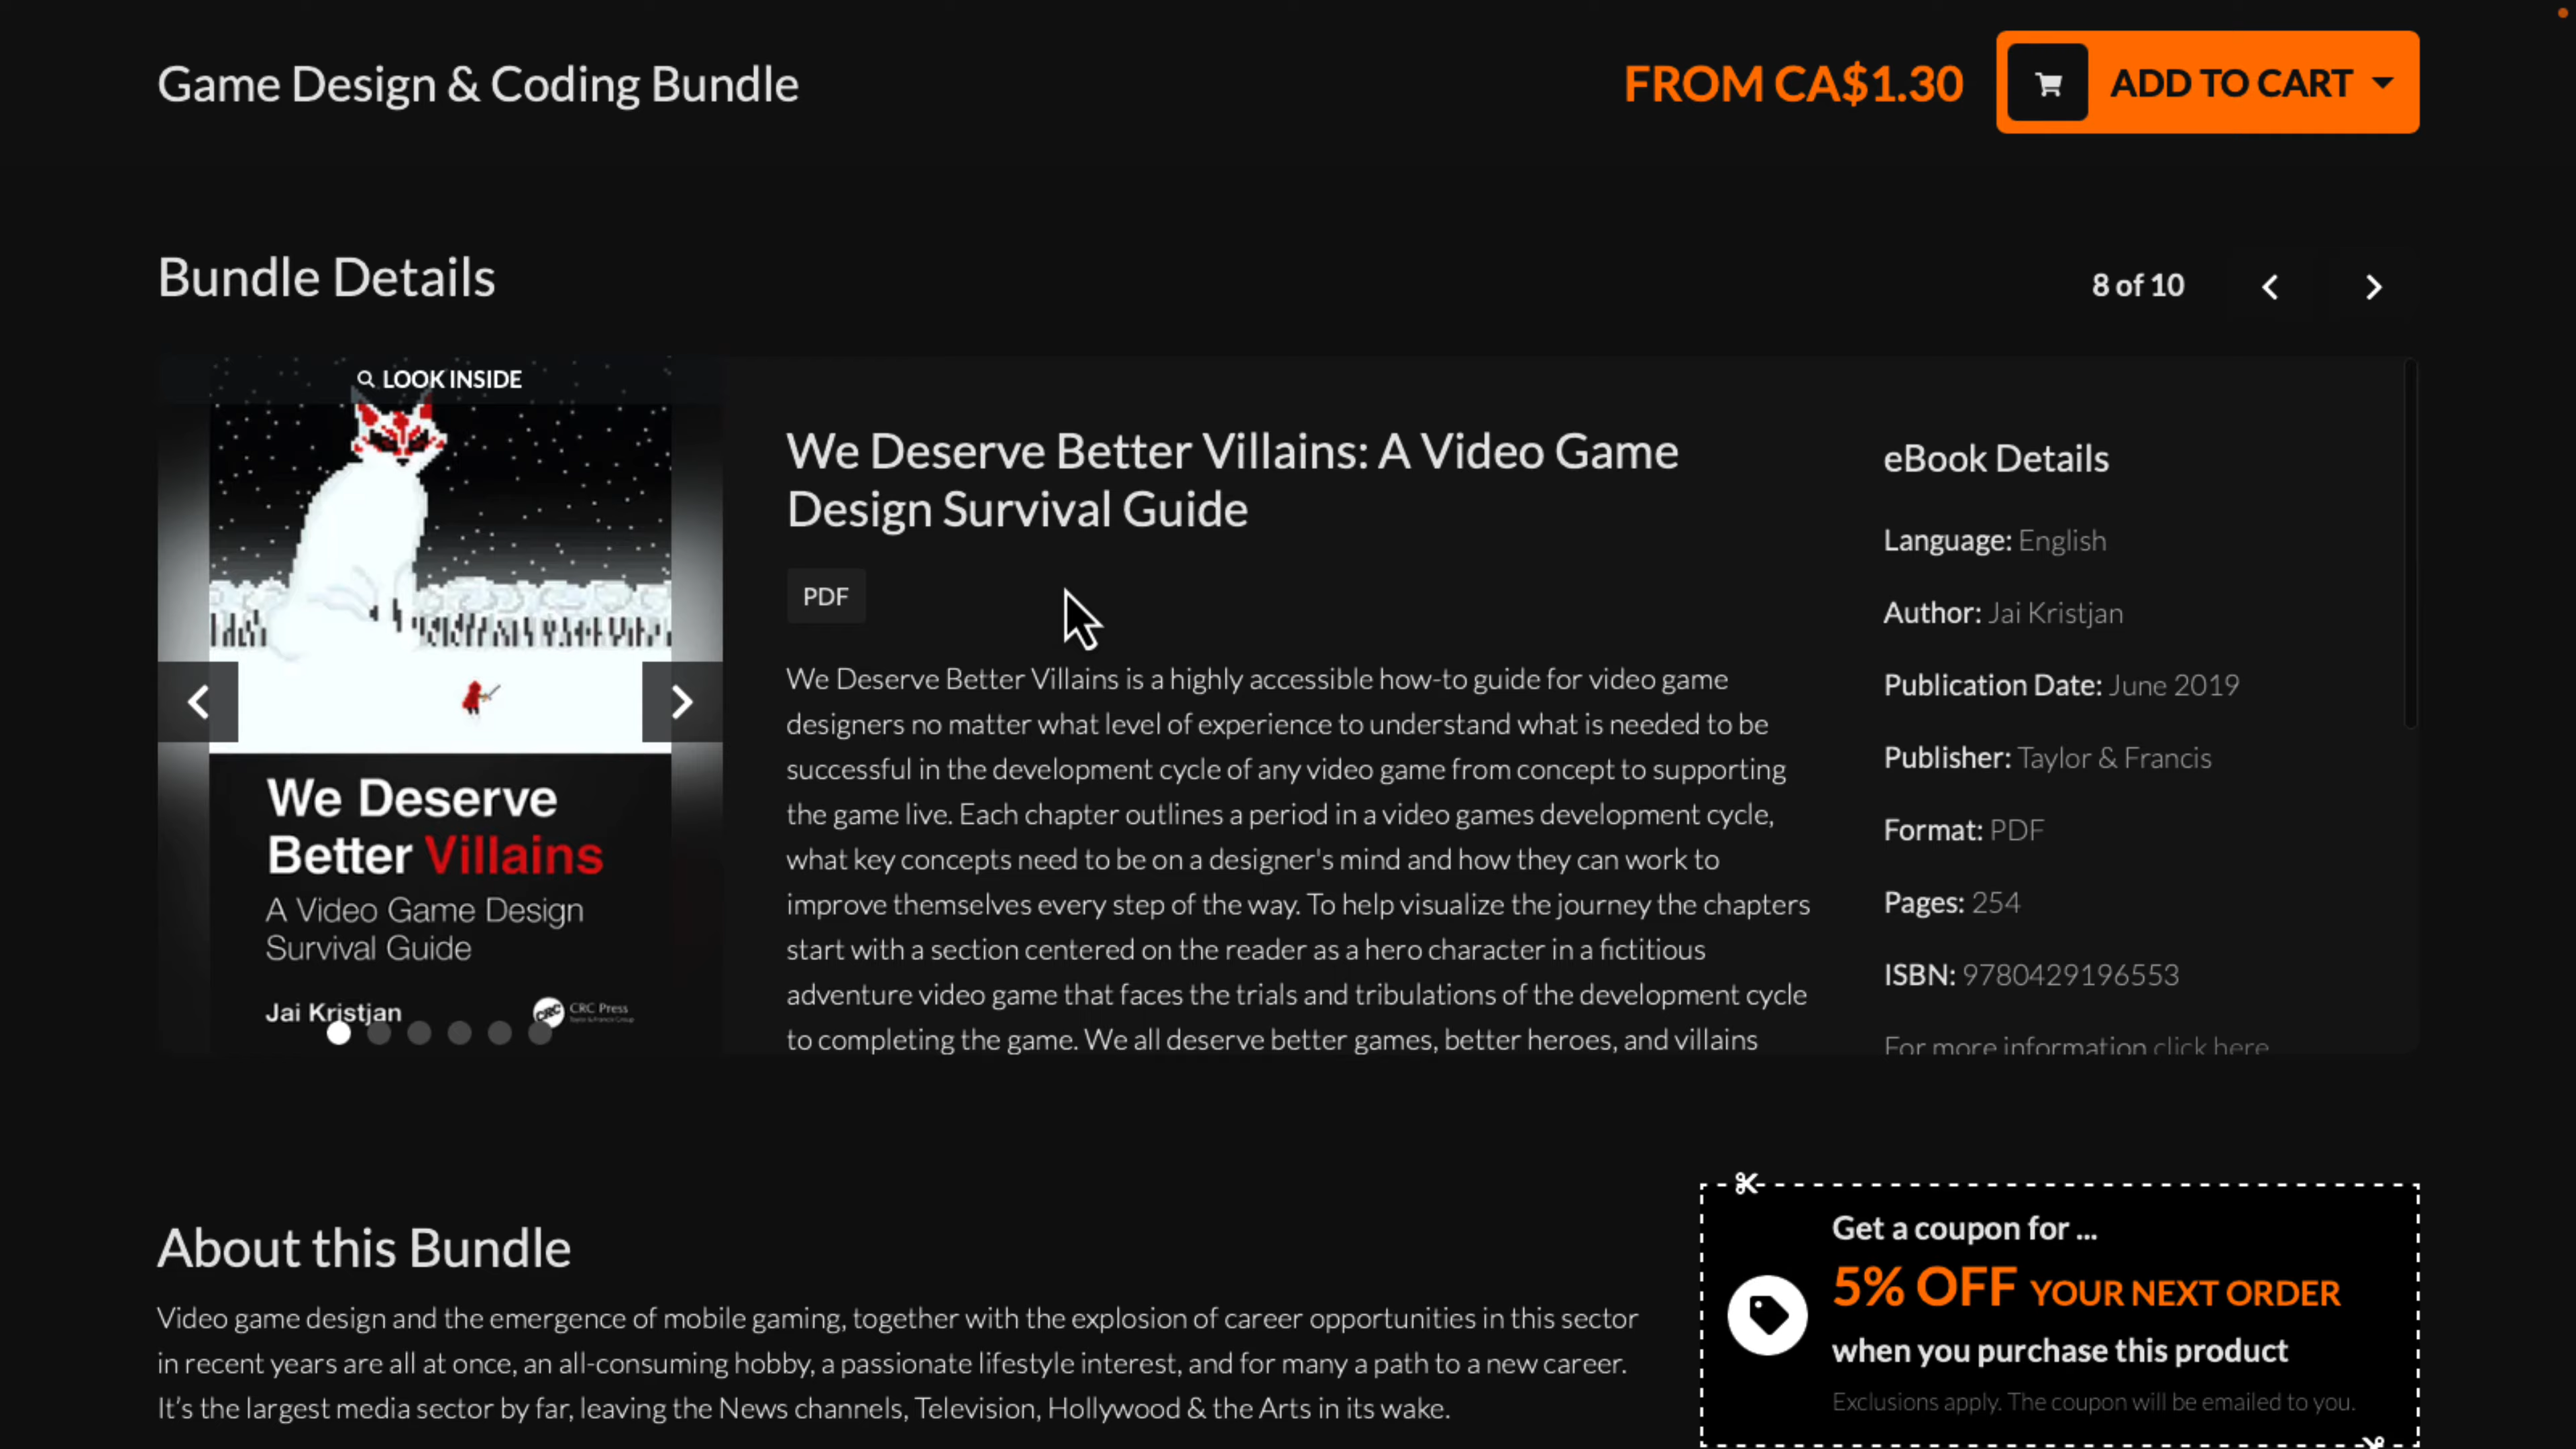 Game Design & Coding Bundle
FROM CA$1.30
ADD TO CART
Bundle Details
8 of 10
LOOK INSIDE
We Deserve
Better Villains
A Video Game Design
Survival Guide
Jai Kristjan
CRC CRC Press
Taylor & Francis Group
We Deserve Better Villains: A Video Game
Design Survival Guide
PDF
We Deserve Better Villains is a highly accessible how-to guide for video game
designers no matter what level of experience to understand what is needed to be
successful in the development cycle of any video game from concept to supporting
the game live. Each chapter outlines a period in a video games development cycle,
what key concepts need to be on a designer's mind and how they can work to
improve themselves every step of the way. To help visualize the journey the chapters
start with a section centered on the reader as a hero character in a fictitious
adventure video game that faces the trials and tribulations of the development cycle
to completing the game. We all deserve better games, better heroes, and villains
eBook Details
Language: English
Author: Jai Kristjan
Publication Date: June 2019
Publisher: Taylor & Francis
Format: PDF
Pages: 254
ISBN: 9780429196553
For more information click here
About this Bundle
Video game design and the emergence of mobile gaming, together with the explosion of career opportunities in this sector
in recent years are all at once, an all-consuming hobby, a passionate lifestyle interest, and for many a path to a new career.
It's the largest media sector by far, leaving the News channels, Television, Hollywood & the Arts in its wake.
Get a coupon for ...
5% OFF YOUR NEXT ORDER
when you purchase this product
Exclusions apply. The coupon will be emailed to you.